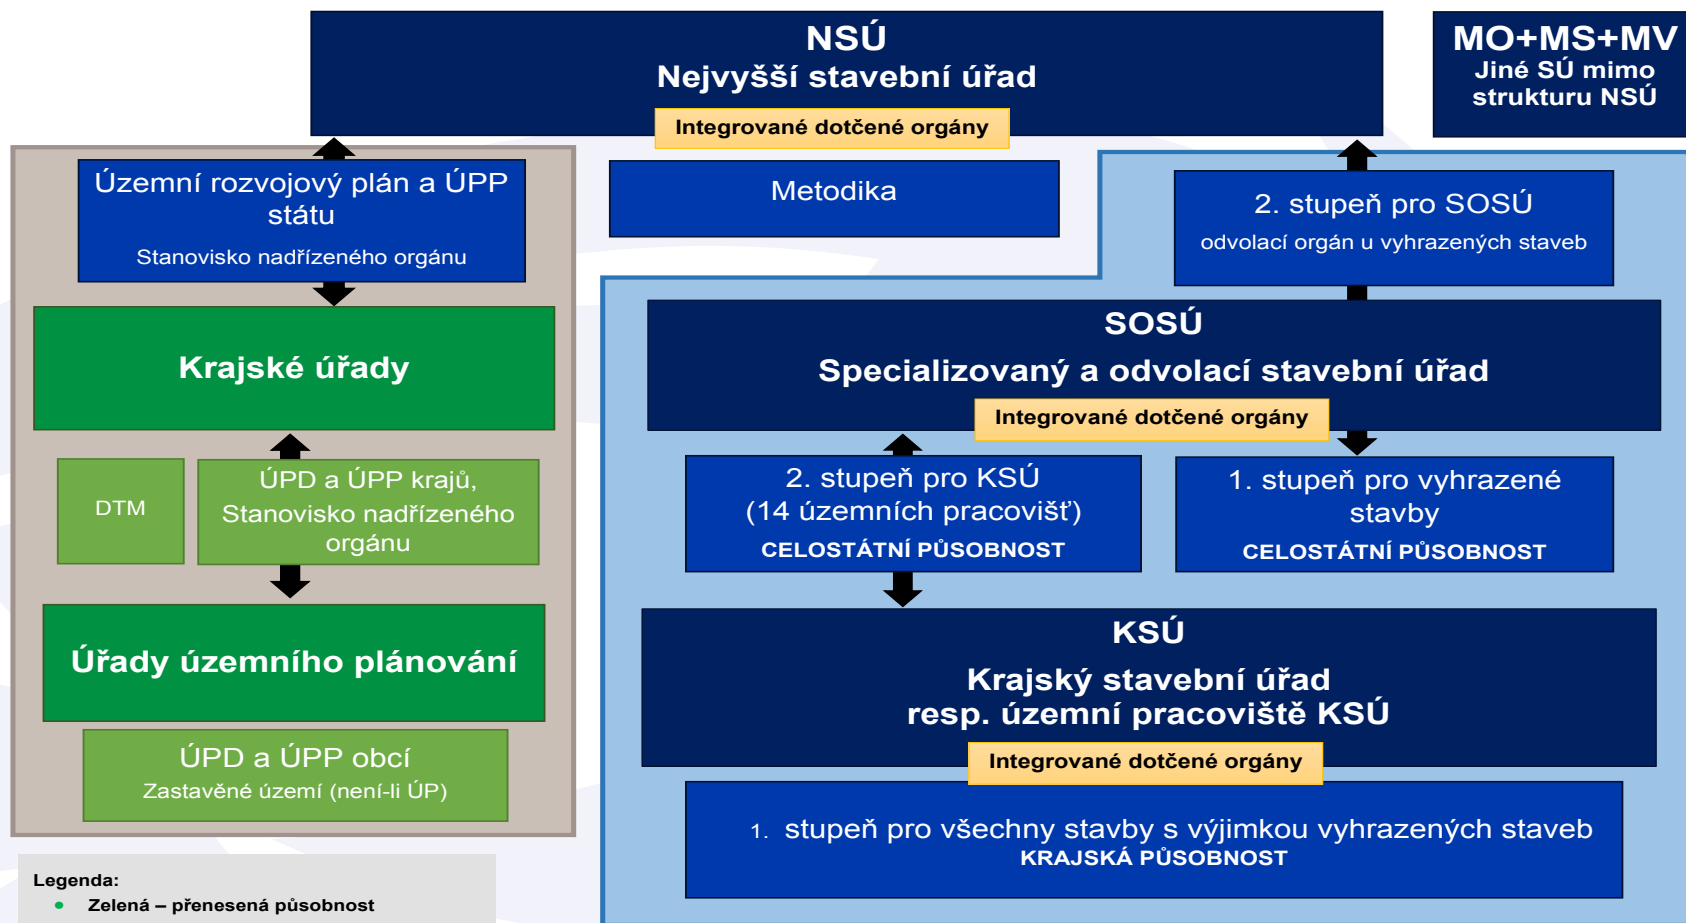 NSÚ
Nejvyšší stavební úřad
Integrované dotčené orgány
MO+MS+MV
Jiné SÚ mimo
strukturu NSÚ
Územní rozvojový plán a ÚPP
státu
Stanovisko nadřízeného orgánu
Metodika
2. stupeň pro SOSÚ
odvolací orgán u vyhrazených staveb
Krajské úřady
SOSÚ
Specializovaný a odvolací stavební úřad
Integrované dotčené orgány
DTM
ÚPD a ÚPP krajů,
Stanovisko nadřízeného
orgánu
2. stupeň pro KSÚ
(14 územních pracovišť)
CELOSTÁTNÍ PŮSOBNOST
1. stupeň pro vyhrazené
stavby
CELOSTÁTNÍ PŮSOBNOST
Úřady územního plánování
KSÚ
Krajský stavební úřad
resp. územní pracoviště KSÚ
Integrované dotčené orgány
ÚPD a ÚPP obcí
Zastavěné území (není-li ÚP)
1. stupeň pro všechny stavby s výjimkou vyhrazených staveb
KRAJSKÁ PŮSOBNOST
Legenda:
• Zelená – přenesená působnost